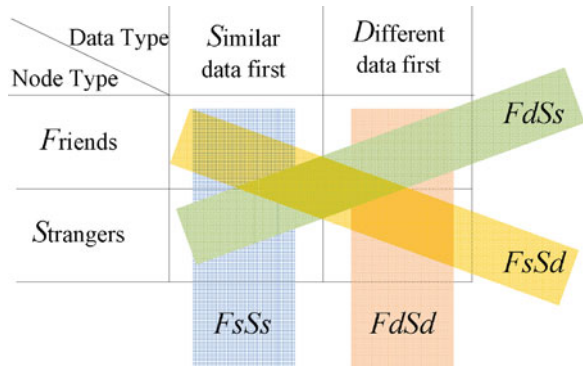 Data Type
Node Type
Similar
data first
Different
data first
Friends
Strangers
FdSs
FsSd
FsSs
FdSd